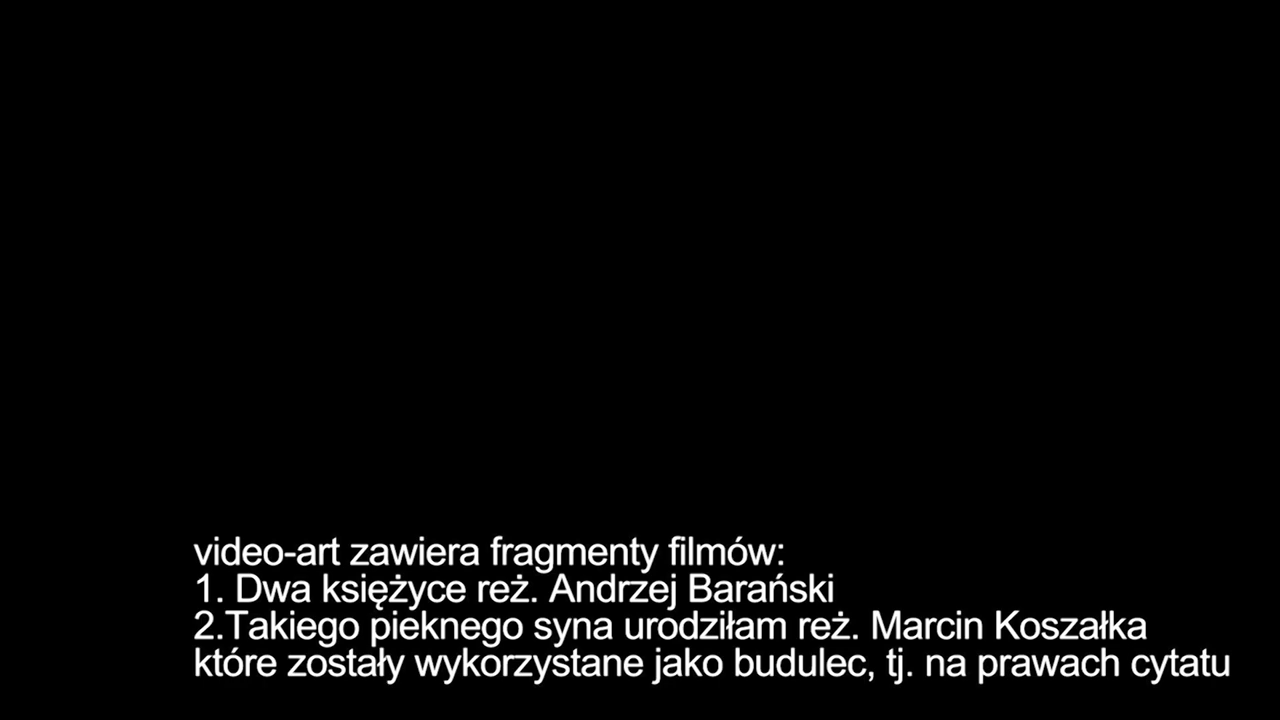 video-art zawiera fragmenty filmów:
1. Dwa księżyce reż. Andrzej Barański
2.Takiego pieknego syna urodziłam reż. Marcin Koszałka
które zostały wykorzystane jako budulec, tj. na prawach cytatu